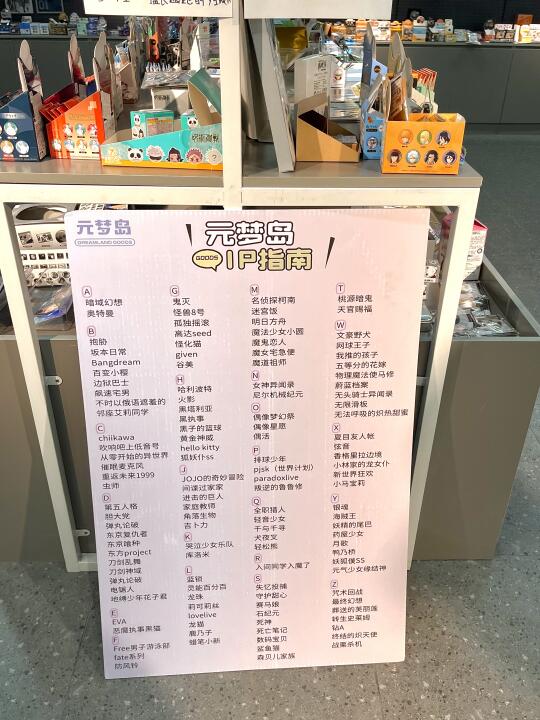 元梦岛
DREAMLAND GOODS
元梦岛
GOODS
IP指南
A
暗域幻想
奥特曼
B
抱胁
坂本日常
Bangdream
百变小樱
边狱巴士
飙速宅男
不时以俄语遮羞的
邻座艾莉同学
C
chiikawa
吹响吧上低音号
从零开始的异世界
催眠麦克风
重返未来1999
虫师
D
第五人格
胆大党
弹丸论破
东京复仇者
东京喰种
东方project
刀剑乱舞
刀剑神域
弹丸论破
电锯人
地缚少年花子君
E
EVA
恶魔执事黑猫
F
Free男子游泳部
fate系列
防风铃
G
鬼灭
怪兽8号
孤独摇滚
高达seed
怪化猫
given
谷美
H
哈利波特
火影
黑塔利亚
黑执事
黑子的篮球
黄金神威
hello kitty
狐妖仆ss
J
JOJO的奇妙冒险
间谍过家家
进击的巨人
家庭教师
角落生物
吉卜力
K
哭泣少女乐队
库洛米
L
蓝锁
灵能百分百
龙珠
莉可莉丝
lovelive
龙猫
鹿乃子
蜡笔小新
M
名侦探柯南
迷宫饭
明日方舟
魔法少女小圆
魔鬼恋人
魔女宅急便
魔道祖师
N
女神异闻录
尼尔机械纪元
O
偶像梦幻祭
偶像星愿
偶活
P
排球少年
pjsk（世界计划）
paradoxlive
叛逆的鲁鲁修
Q
全职猎人
轻音少女
千与千寻
犬夜叉
轻松熊
R
入间同学入魔了
S
失忆投捕
守护甜心
赛马娘
石纪元
死神
死亡笔记
数码宝贝
鲨鱼猫
森贝儿家族
T
桃源暗鬼
天官赐福
W
文豪野犬
网球王子
我推的孩子
五等分的花嫁
物理魔法使马修
蔚蓝档案
无头骑士异闻录
无限滑板
无法呼吸的炽热甜蜜
X
夏目友人帐
弦音
香格里拉边境
小林家的龙女仆
新世界狂欢
小马宝莉
Y
银魂
海贼王
妖精的尾巴
药屋少女
月歌
鸭乃桥
妖狐僕SS
元气少女缘结神
Z
咒术回战
最终幻想
葬送的芙丽莲
转生史莱姆
钻A
终结的炽天使
战栗杀机